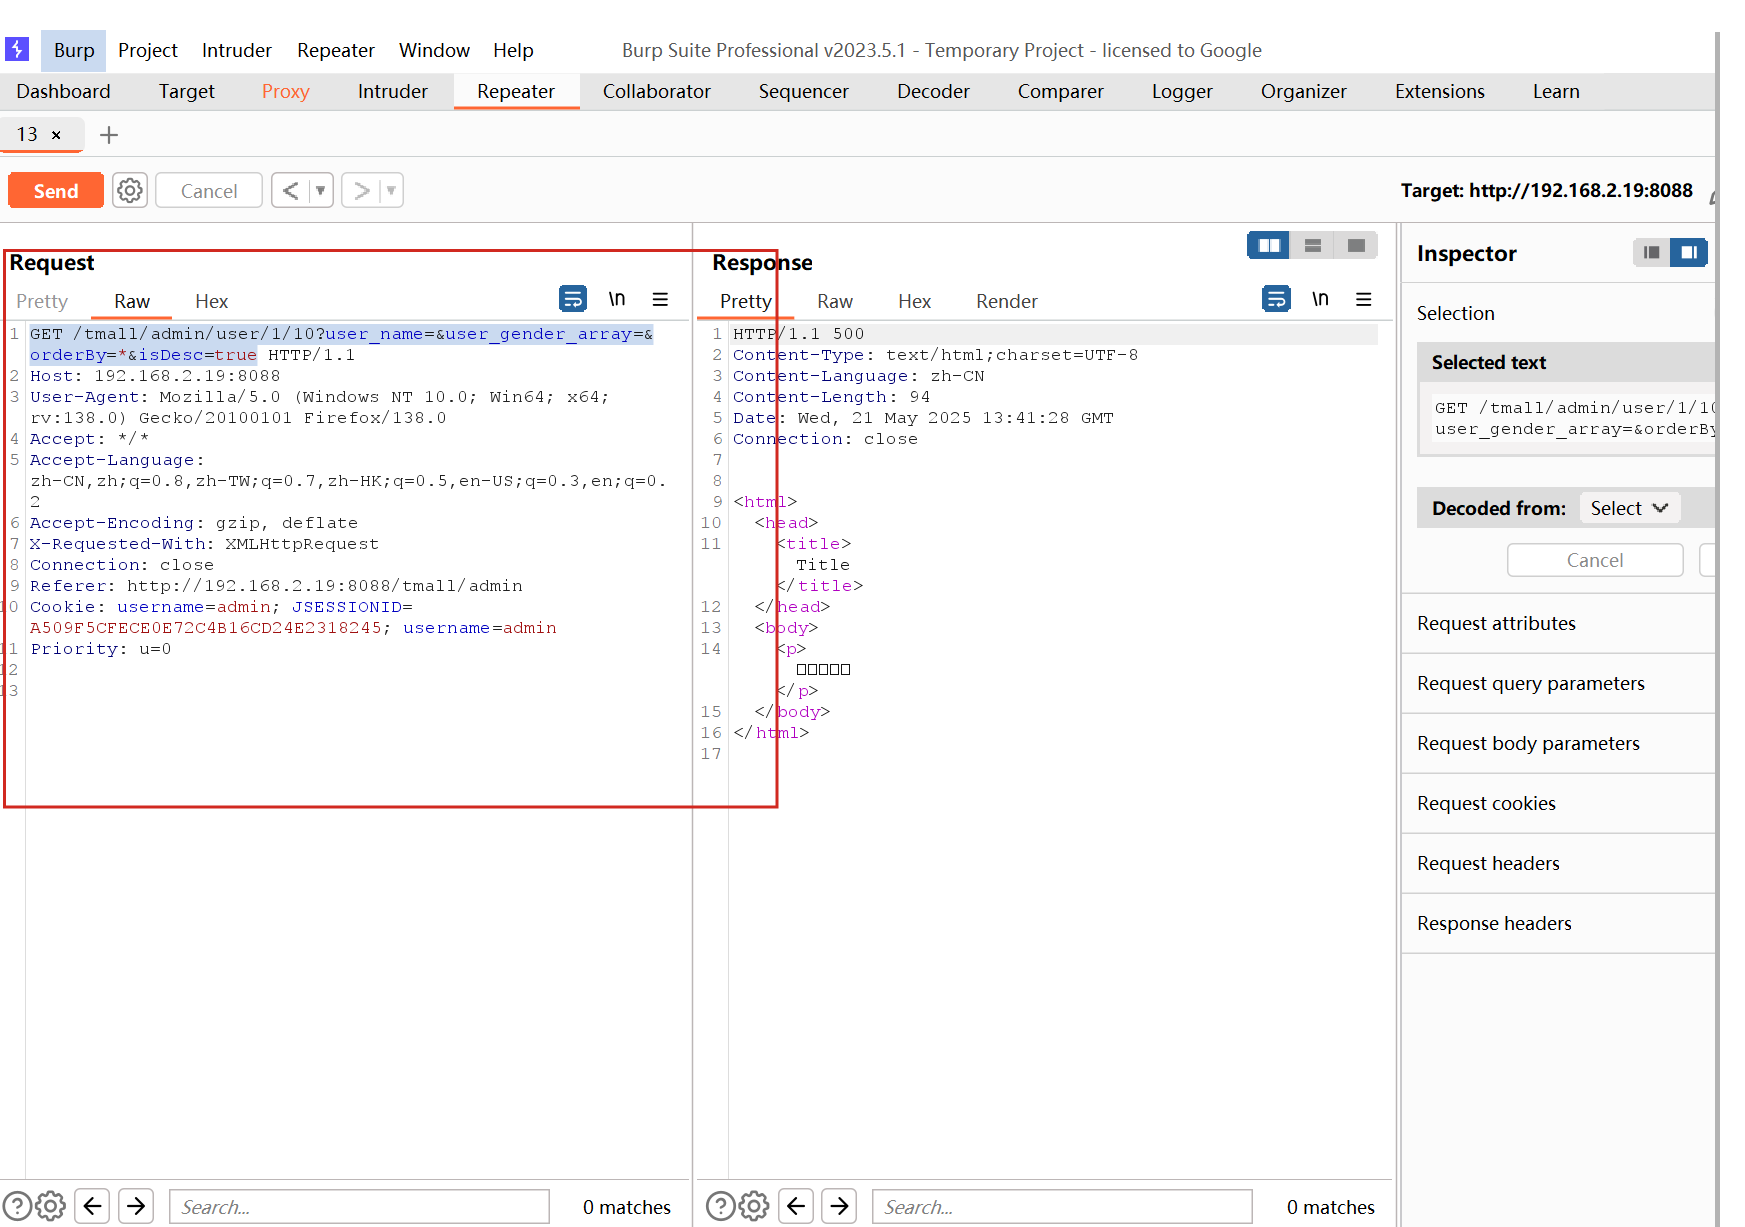 Burp Project Intruder Repeater Window Help Burp Suite Professional v2023.5.1 - Temporary Project - licensed to Google
Dashboard Target Proxy Intruder Repeater Collaborator Sequencer Decoder Comparer Logger Organizer Extensions Learn
13 × +
Send Cancel < > Target: http://192.168.2.19:8088
Request
Pretty Raw Hex \n
1 GET /tmall/admin/user/1/10?user_name=&user_gender_array=&
orderBy=*&isDesc=true HTTP/1.1
2 Host: 192.168.2.19:8088
3 User-Agent: Mozilla/5.0 (Windows NT 10.0; Win64; x64;
rv:138.0) Gecko/20100101 Firefox/138.0
4 Accept: */*
5 Accept-Language:
zh-CN,zh;q=0.8,zh-TW;q=0.7,zh-HK;q=0.5,en-US;q=0.3,en;q=0.
2
6 Accept-Encoding: gzip, deflate
7 X-Requested-With: XMLHttpRequest
8 Connection: close
9 Referer: http://192.168.2.19:8088/tmall/admin
10 Cookie: username=admin; JSESSIONID=
A509F5CFECE0E72C4B16CD24E2318245; username=admin
11 Priority: u=0
12
13
Response
Pretty Raw Hex Render \n
1 HTTP/1.1 500
2 Content-Type: text/html;charset=UTF-8
3 Content-Language: zh-CN
4 Content-Length: 94
5 Date: Wed, 21 May 2025 13:41:28 GMT
6 Connection: close
7
8
9 <html>
10 <head>
11 <title>
Title
</title>
12 </head>
13 <body>
14 <p>
□□□□□
</p>
15 </body>
16 </html>
17
Inspector
Selection
Selected text
GET /tmall/admin/user/1/10
user_gender_array=&orderBy
Decoded from: Select
Cancel
Request attributes
Request query parameters
Request body parameters
Request cookies
Request headers
Response headers
Search... 0 matches
Search... 0 matches